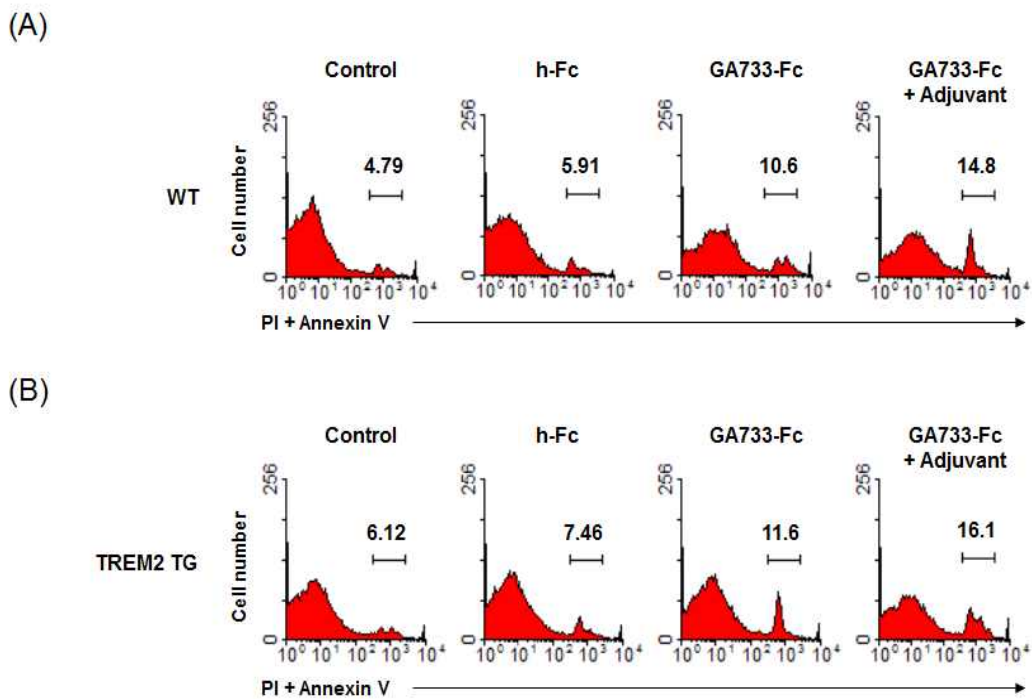 (A)
Control
h-Fc
GA733-Fc
GA733-Fc
+ Adjuvant
WT
Cell number
256
0
4.79
10⁰ 10¹ 10² 10³ 10⁴
256
0
5.91
10⁰ 10¹ 10² 10³ 10⁴
256
0
10.6
10⁰ 10¹ 10² 10³ 10⁴
256
0
14.8
10⁰ 10¹ 10² 10³ 10⁴
PI + Annexin V
(B)
Control
h-Fc
GA733-Fc
GA733-Fc
+ Adjuvant
TREM2 TG
Cell number
256
0
6.12
10⁰ 10¹ 10² 10³ 10⁴
256
0
7.46
10⁰ 10¹ 10² 10³ 10⁴
256
0
11.6
10⁰ 10¹ 10² 10³ 10⁴
256
0
16.1
10⁰ 10¹ 10² 10³ 10⁴
PI + Annexin V